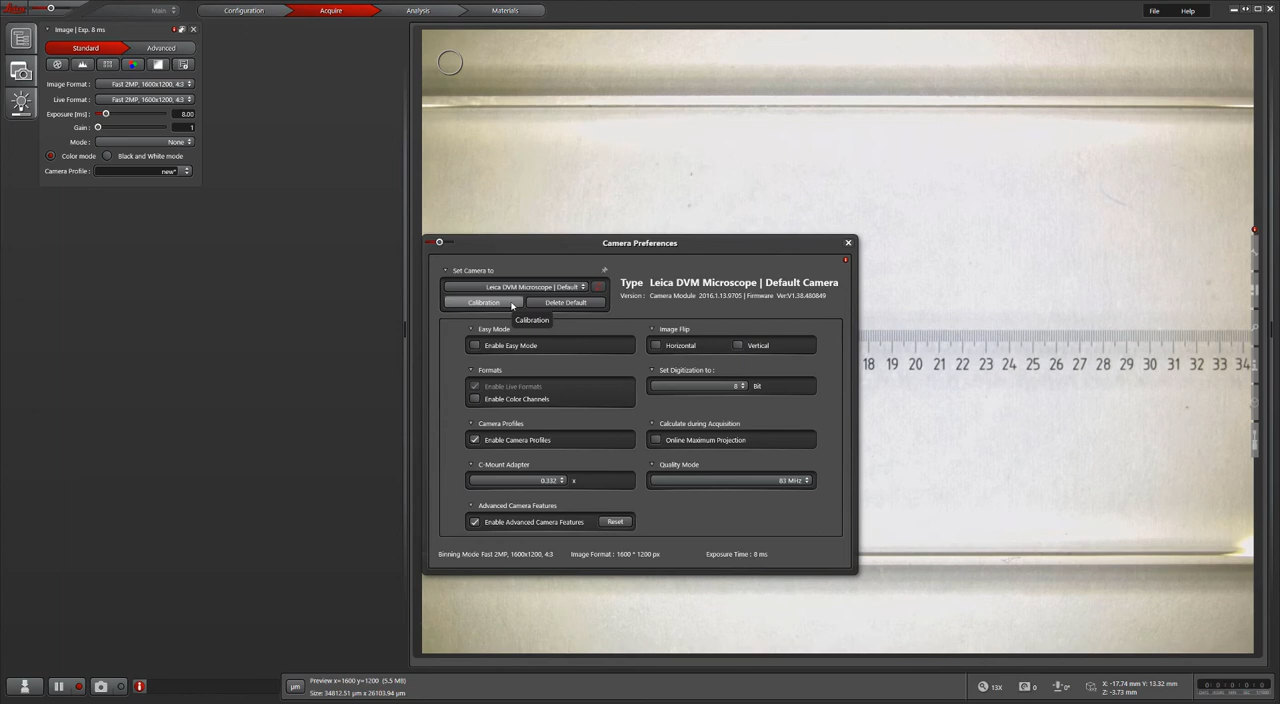 Main
Configuration
Acquire
Analysis
Materials
File
Help
Image | Exp. 8 ms
Standard
Advanced
Image Format : Fast 2MP, 1600x1200, 4:3
Live Format : Fast 2MP, 1600x1200, 4:3
Exposure [ms] 8.00
Gain : 1
Mode : None
Color mode Black and White mode
Camera Profile : new*
Camera Preferences
Set Camera to
Leica DVM Microscope | Default
Calibration Delete Default
Calibration
Type Leica DVM Microscope | Default Camera
Version : Camera Module 2016.1.13.9705 | Firmware Ver:V1.38.480849
Easy Mode
Enable Easy Mode
Image Flip
Horizontal Vertical
Formats
Enable Live Formats
Enable Color Channels
Set Digitization to :
8 Bit
Camera Profiles
Enable Camera Profiles
Calculate during Acquisition
Online Maximum Projection
C-Mount Adapter
0.332 x
Quality Mode
83 MHz
Advanced Camera Features
Enable Advanced Camera Features Reset
Binning Mode Fast 2MP, 1600x1200, 4:3 Image Format : 1600 * 1200 px Exposure Time : 8 ms
18 19 20 21 22 23 24 25 26 27 28 29 30 31 32 33 34
µm
Preview x=1600 y=1200 (5.5 MB)
Size: 34812.51 µm x 26103.94 µm
13X
0
0°
X: -17.74 mm Y: 13.32 mm
Z: -3.73 mm